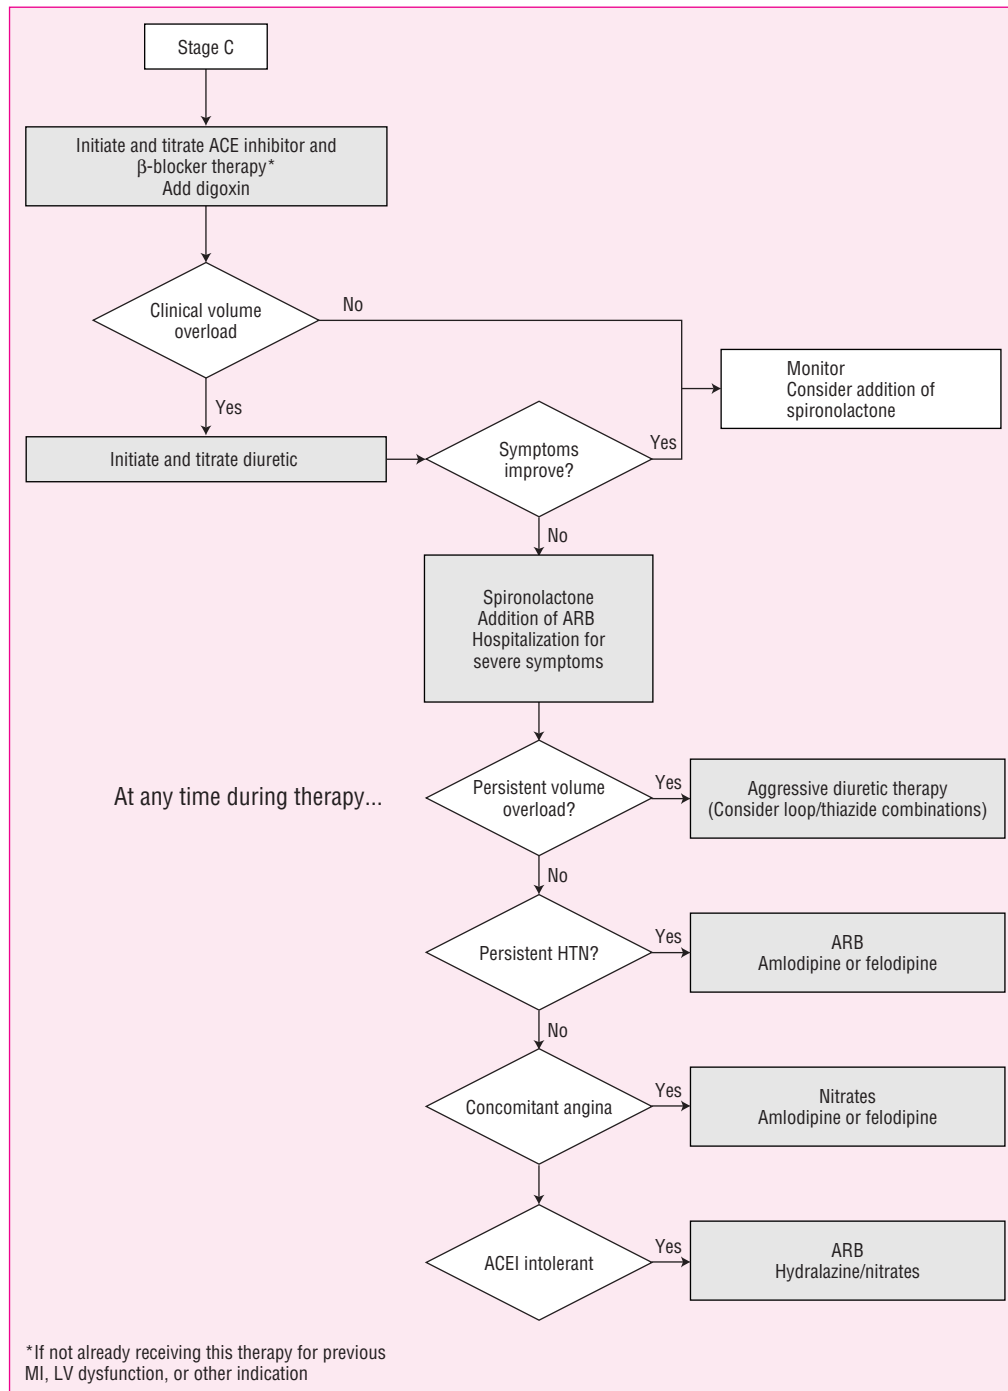 Stage C
Initiate and titrate ACE inhibitor and
β-blocker therapy*
Add digoxin
Clinical volume
overload
No
Yes
Monitor
Consider addition of
spironolactone
Initiate and titrate diuretic
Symptoms
improve?
Yes
No
Spironolactone
Addition of ARB
Hospitalization for
severe symptoms
At any time during therapy...
Persistent volume
overload?
Yes
Aggressive diuretic therapy
(Consider loop/thiazide combinations)
No
Persistent HTN?
Yes
ARB
Amlodipine or felodipine
No
Concomitant angina
Yes
Nitrates
Amlodipine or felodipine
ACEI intolerant
Yes
ARB
Hydralazine/nitrates
*If not already receiving this therapy for previous
MI, LV dysfunction, or other indication